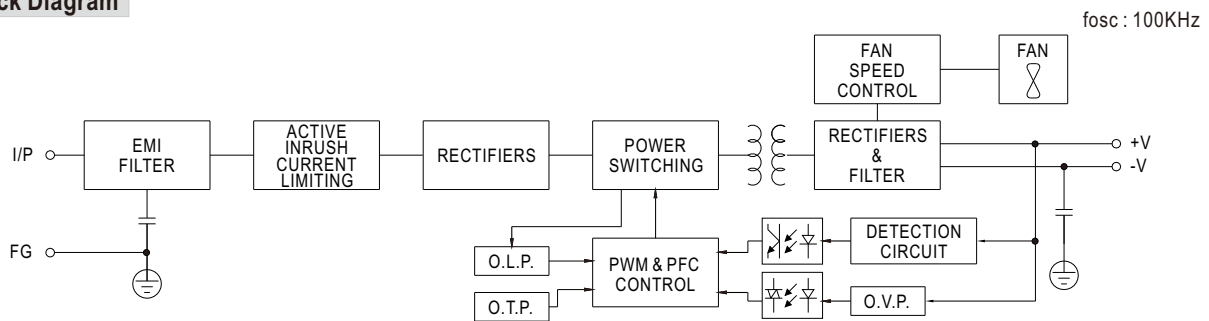 ck Diagram
fosc : 100KHz
FAN
SPEED
CONTROL
FAN
I/P
EMI
FILTER
ACTIVE
INRUSH
CURRENT
LIMITING
RECTIFIERS
POWER
SWITCHING
RECTIFIERS
&
FILTER
+V
-V
FG
O.L.P.
O.T.P.
PWM & PFC
CONTROL
DETECTION
CIRCUIT
O.V.P.